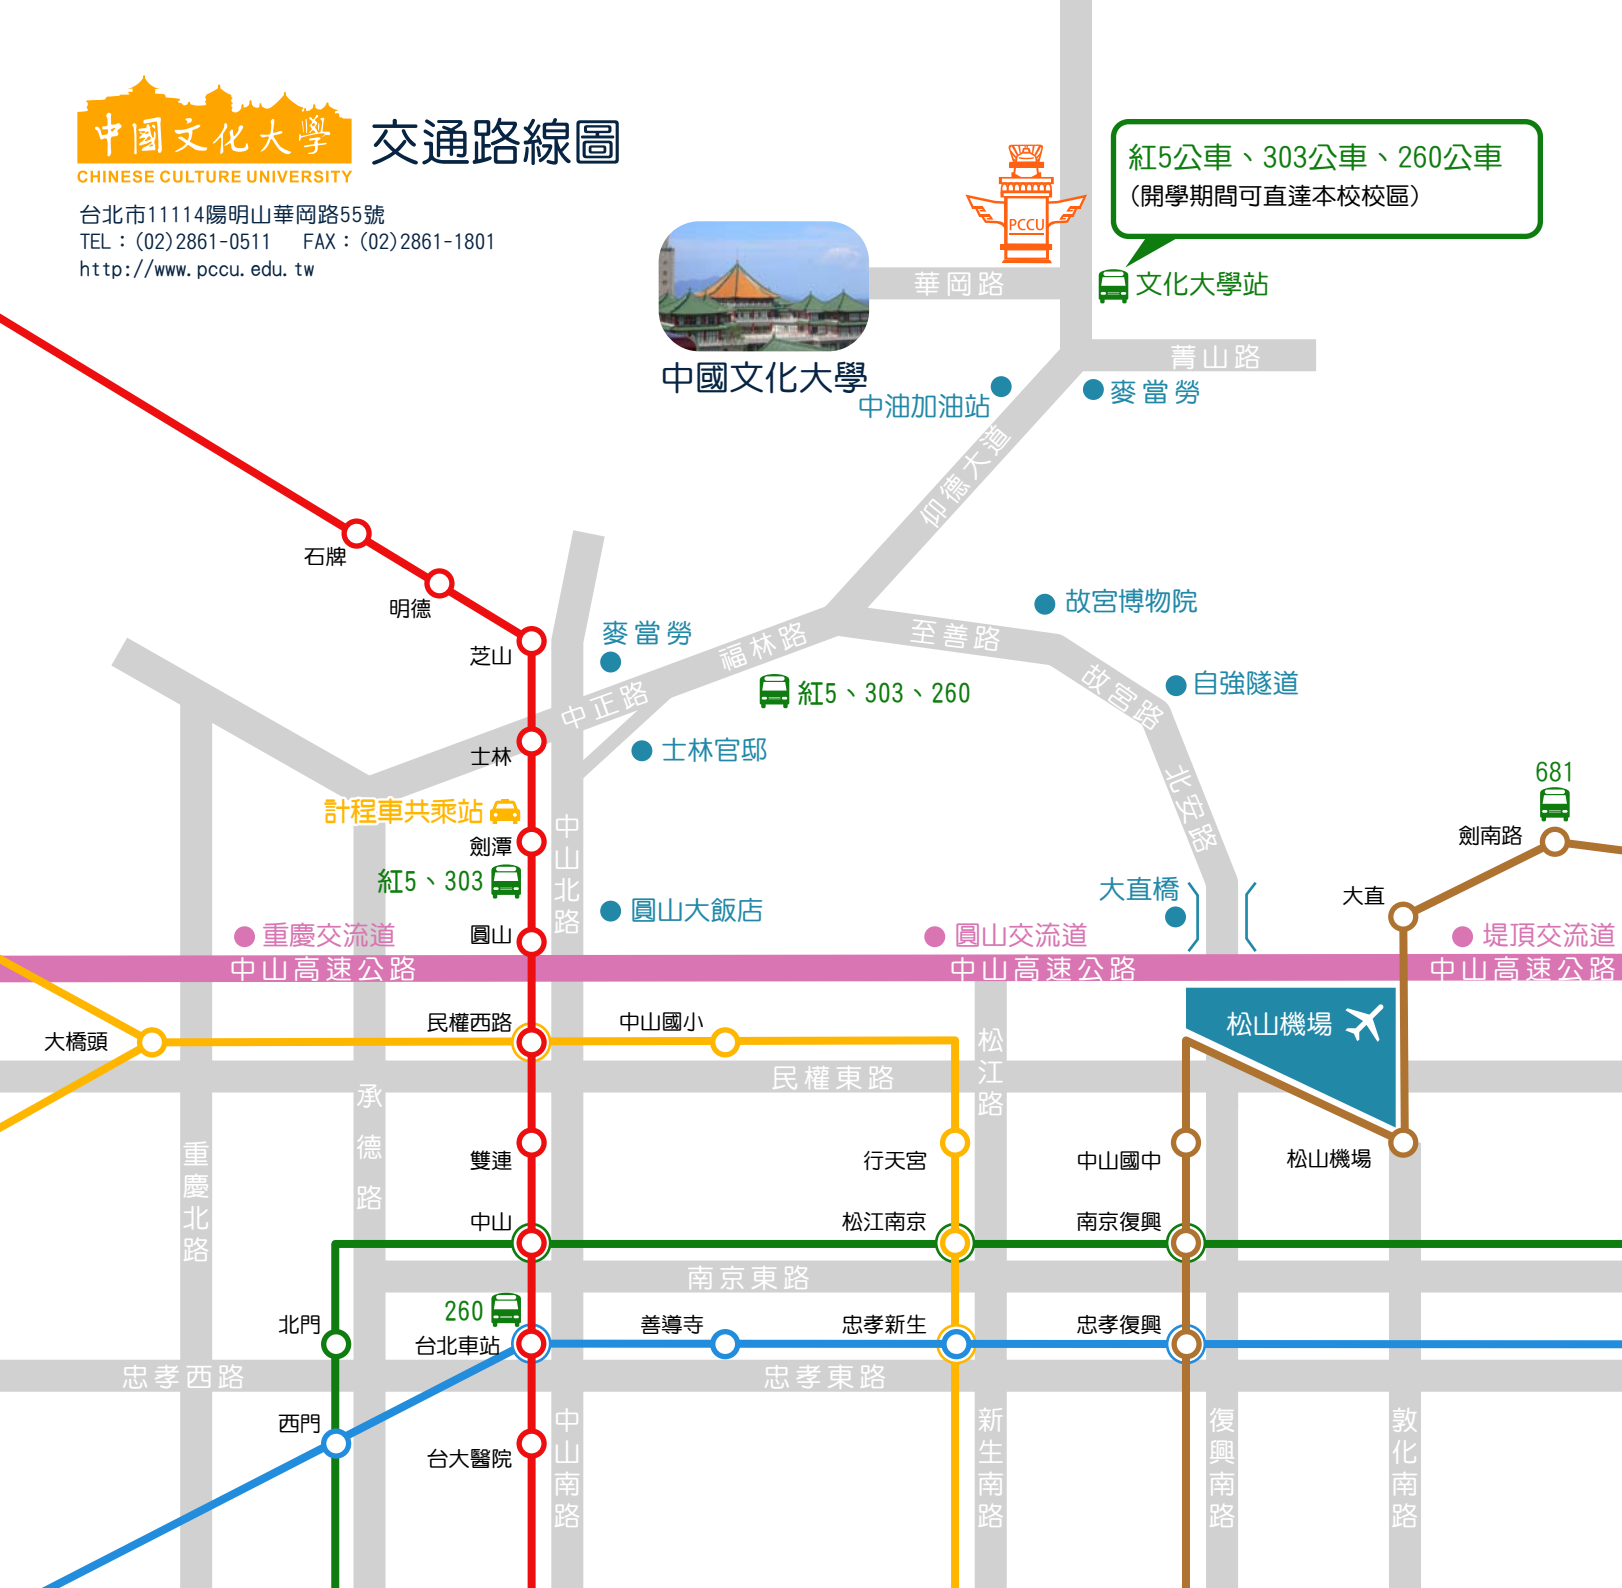 中國文化大學
CHINESE CULTURE UNIVERSITY
交通路線圖
台北市11114陽明山華岡路55號
TEL：(02)2861-0511 FAX：(02)2861-1801
http://www.pccu.edu.tw
紅5公車、303公車、260公車
(開學期間可直達本校校區)
PCCU
華岡路
文化大學站
菁山路
中國文化大學
中油加油站
麥當勞
仰德大道
石牌
明德
芝山
麥當勞
福林路
至善路
故宮博物院
中正路
紅5、303、260
故宮路
自強隧道
士林
士林官邸
北安路
681
計程車共乘站
劍潭
中山北路
劍南路
紅5、303
大直橋
大直
圓山大飯店
重慶交流道
圓山
圓山交流道
堤頂交流道
中山高速公路
中山高速公路
中山高速公路
大橋頭
民權西路
中山國小
松山機場
松江路
民權東路
承德路
重慶北路
雙連
行天宮
中山國中
松山機場
中山
松江南京
南京復興
南京東路
北門
260
台北車站
善導寺
忠孝新生
忠孝復興
忠孝西路
忠孝東路
西門
台大醫院
中山南路
新生南路
復興南路
敦化南路